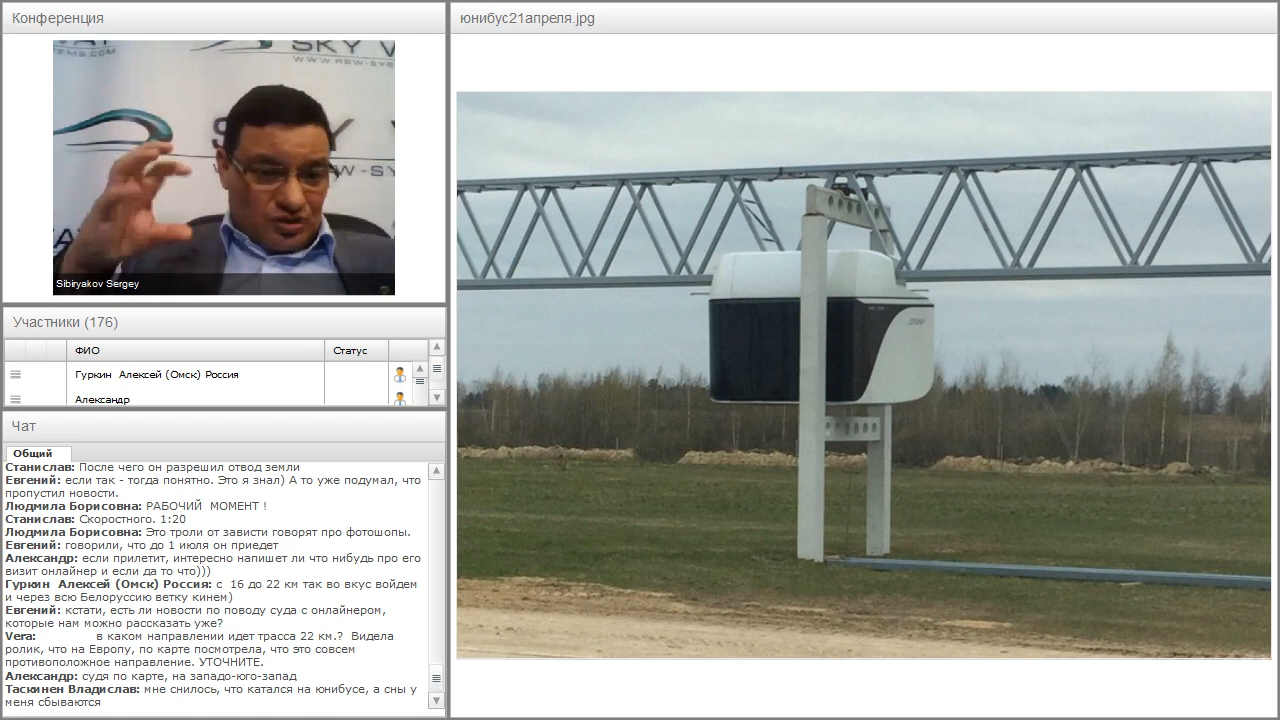 Конференция
SKY
WWW.RSW-SYS
SKY
Sibiryakov Sergey
Участники (176)
ФИО
Статус
Гуркин Алексей (Омск) Россия
Александр
Чат
Общий
Станислав: После чего он разрешил отвод земли
Евгений: если так - тогда понятно. Это я знал) А то уже подумал, что
пропустил новости.
Людмила Борисовна: РАБОЧИЙ МОМЕНТ !
Станислав: Скоростного. 1:20
Людмила Борисовна: Это троли от зависти говорят про фотошопы.
Евгений: говорили, что до 1 июля он приедет
Александр: если прилетит, интересно напишет ли что нибудь про его
визит онлайнер и если да то что)))
Гуркин Алексей (Омск) Россия: с 16 до 22 км так во вкус войдем
и через всю Белоруссию ветку кинем)
Евгений: кстати, есть ли новости по поводу суда с онлайнером,
которые нам можно рассказать уже?
Vera: в каком направлении идет трасса 22 км.? Видела
ролик, что на Европу, по карте посмотрела, что это совсем
противоположное направление. УТОЧНИТЕ.
Александр: судя по карте, на западо-юго-запад
Таскинен Владислав: мне снилось, что катался на юнибусе, а сны у
меня сбываются
юнибус21апреля.jpg